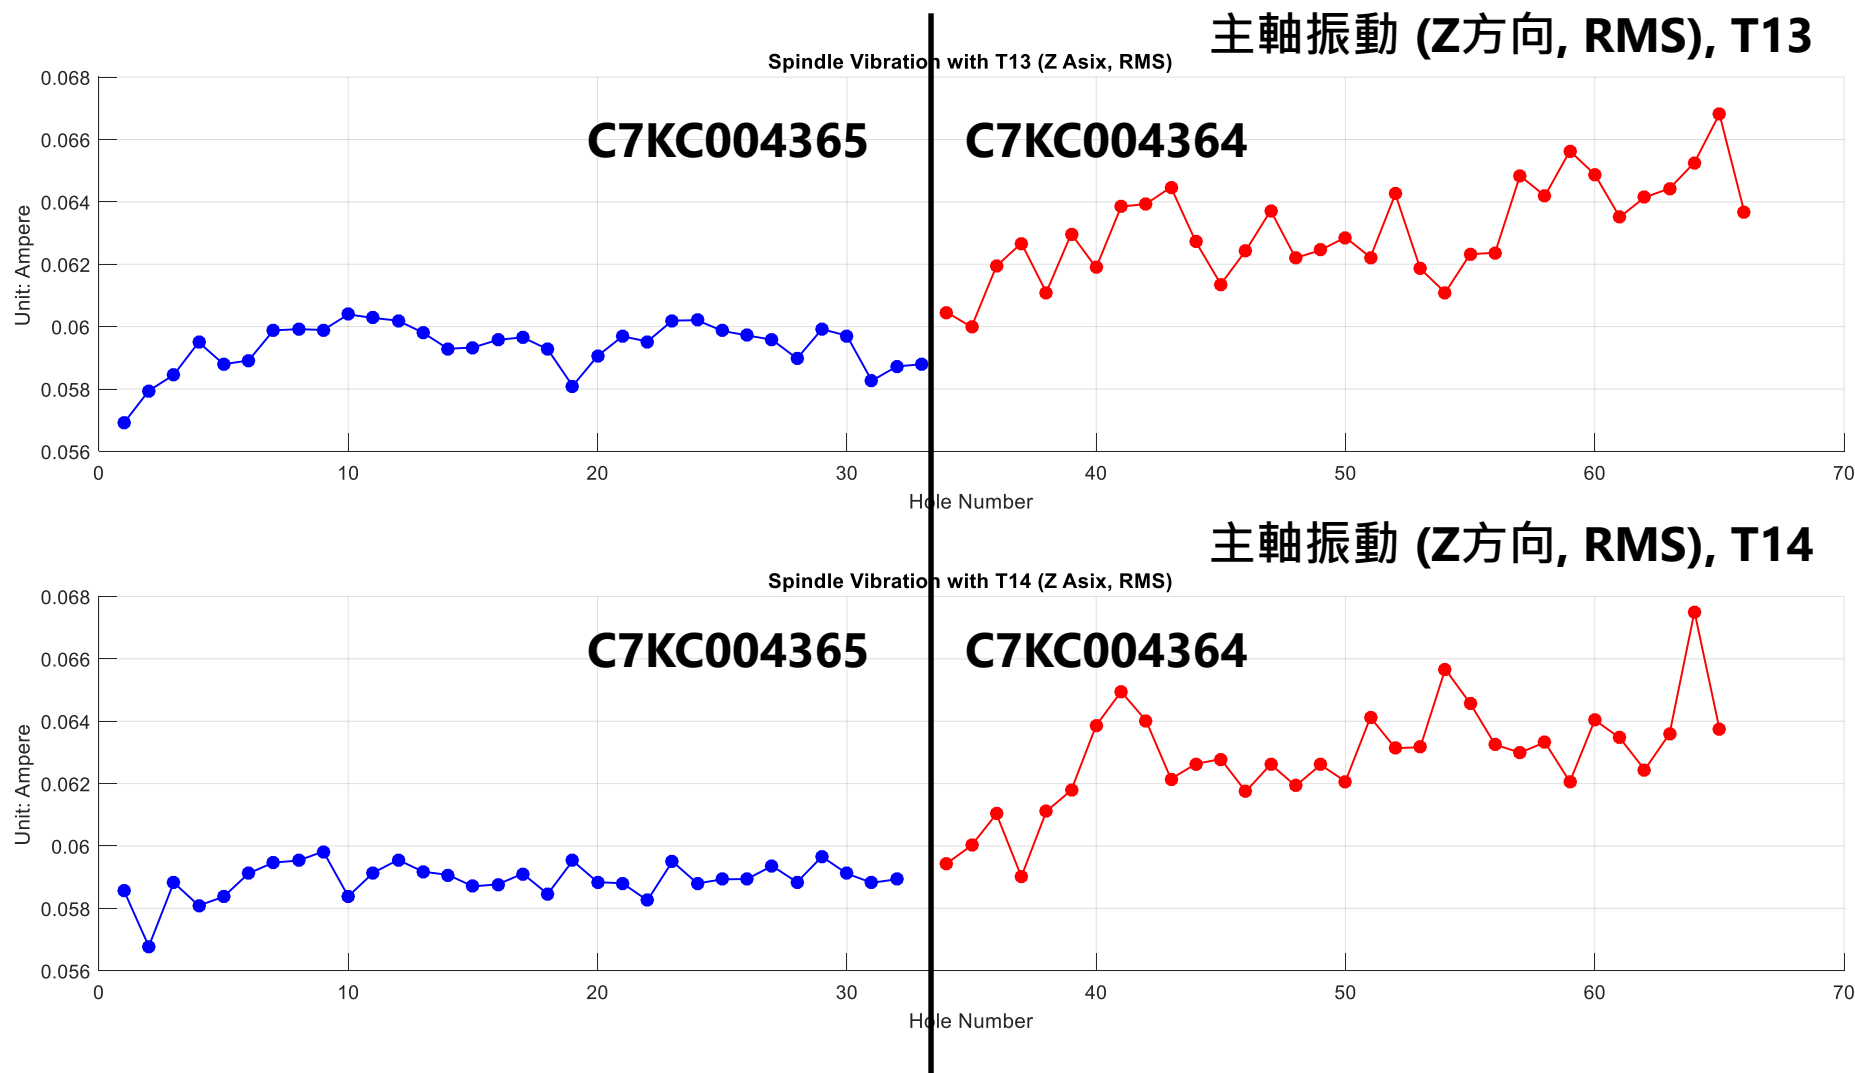 主軸振動 (Z方向, RMS), T13
Spindle Vibration with T13 (Z Asix, RMS)
C7KC004365
C7KC004364
Unit: Ampere
0.068
0.066
0.064
0.062
0.06
0.058
0.056
0 10 20 30 40 50 60 70
Hole Number
主軸振動 (Z方向, RMS), T14
Spindle Vibration with T14 (Z Asix, RMS)
C7KC004365
C7KC004364
Unit: Ampere
0.068
0.066
0.064
0.062
0.06
0.058
0.056
0 10 20 30 40 50 60 70
Hole Number